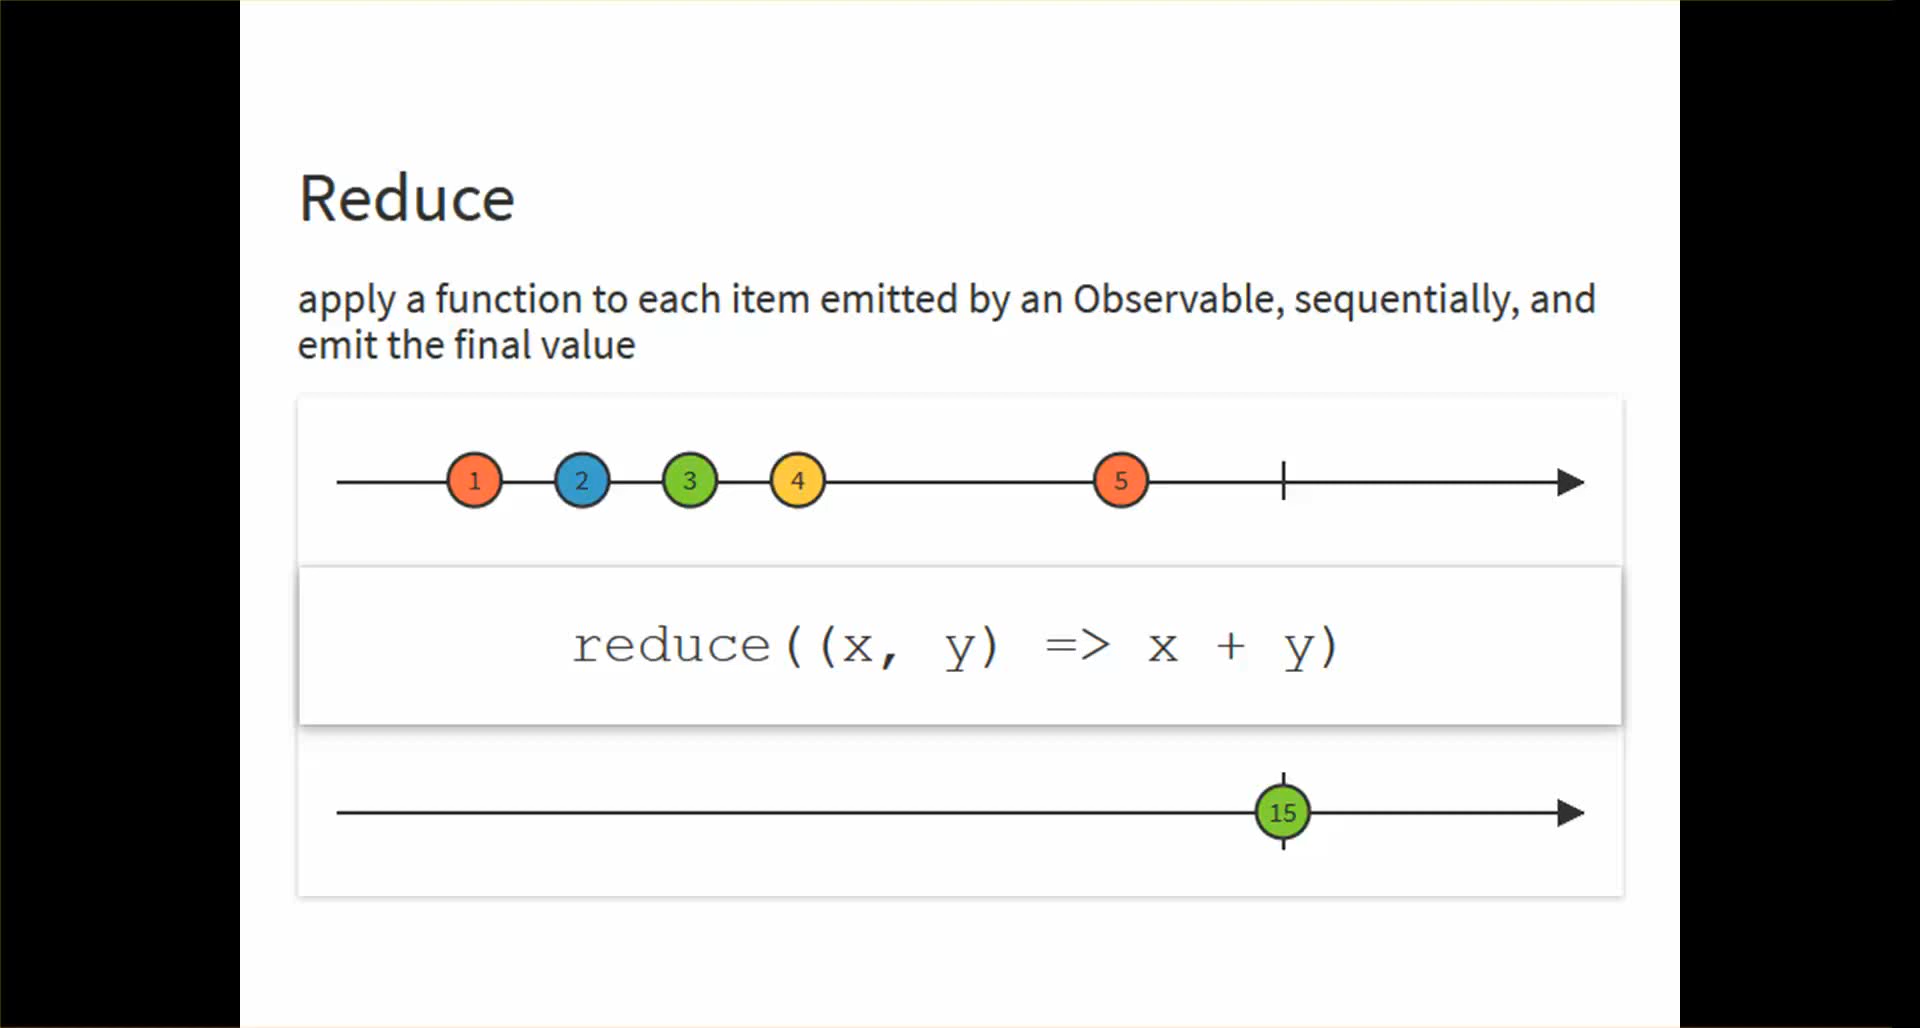 Reduce
apply a function to each item emitted by an Observable, sequentially, and
emit the final value
1 2 3 4 5
reduce((x, y) => x + y)
15